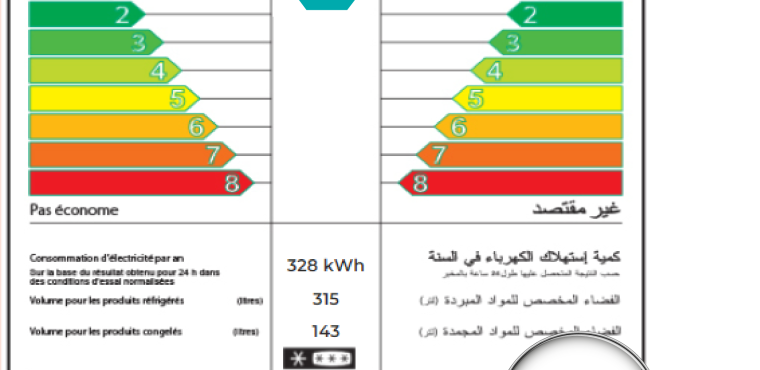 2 2
3 3
4 4
5 5
6 6
7 7
8 8
Pas économe غير مقتصد
Consommation d'électricité par an 328 kWh كمية إستهلاك الكهرباء في السنة
Sur la base du résultat obtenu pour 24 h dans حسب النتيجة المتحصل عليها طول 24 ساعة بالمخبر
des conditions d'essai normalisées
Volume pour les produits réfrigérés (litres) 315 الفضاء المخصص للمواد المبردة (لتر)
Volume pour les produits congelés (litres) 143 المخصص للمواد المجمدة (لتر)